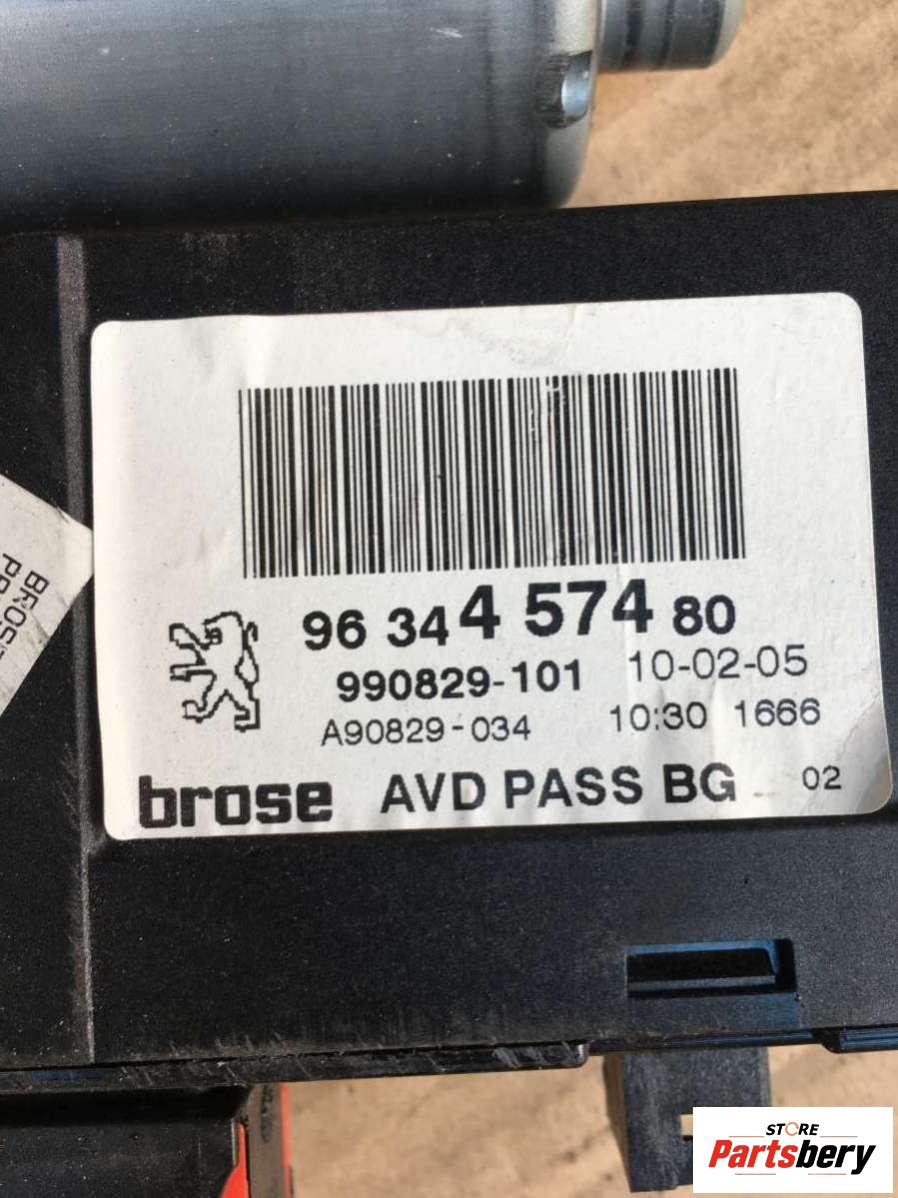 96 34 4 574 80
990829-101 10-02-05
A90829-034 10:30 1666
brose AVD PASS BG 02
STORE
Partsbery